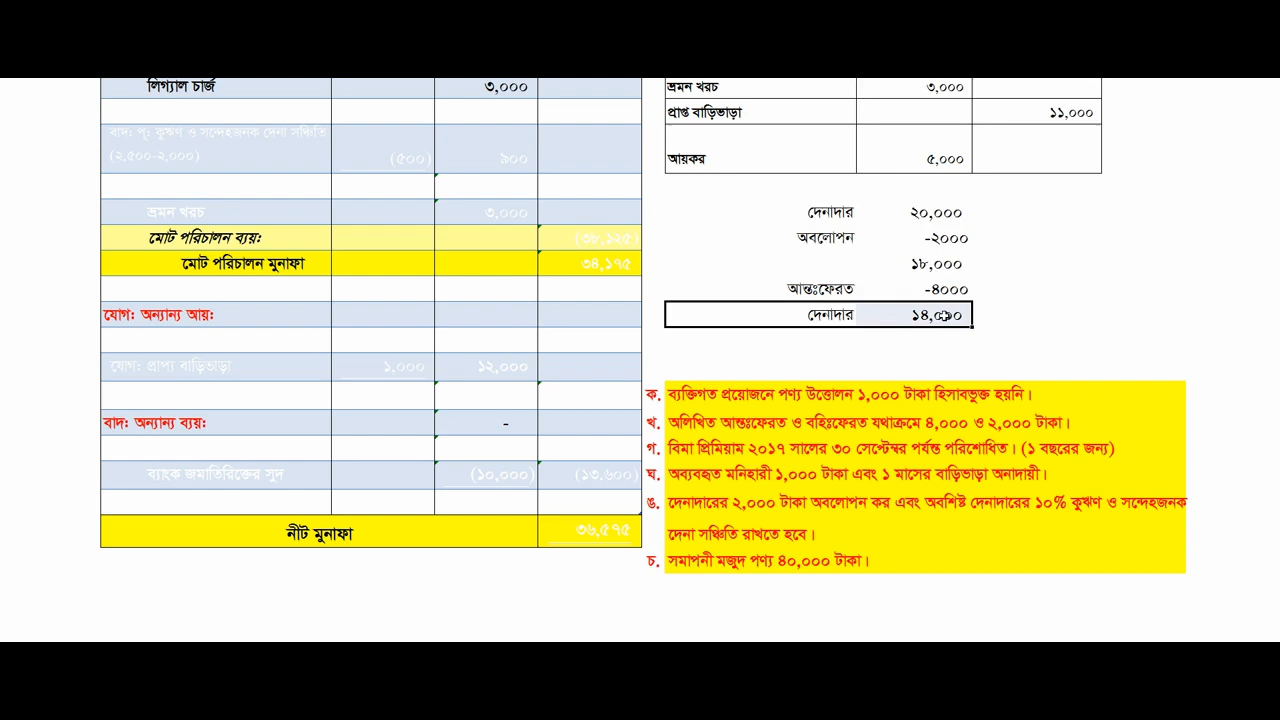 লিগ্যাল চার্জ ৩,০০০
বাদ: পূ: কুঋণ ও সন্দেহজনক দেনা সঞ্চিতি
(২,৫০০-২,০০০) (৫০০) ৯০০
ভ্রমন খরচ ৩,০০০
মোট পরিচালন ব্যয়: (৩৮,১২৫)
মোট পরিচালন মুনাফা ৩৪,১৭৫
যোগ: অন্যান্য আয়:
যোগ: প্রাপ্য বাড়িভাড়া ১,০০০ ১২,০০০
বাদ: অন্যান্য ব্যয়: -
ব্যাংক জমাতিরিক্তের সুদ (১০,০০০) (১৩,৬০০)
নীট মুনাফা ৩৬,৫৭৫
ভ্রমন খরচ ৩,০০০
প্রাপ্ত বাড়িভাড়া ১১,০০০
আয়কর ৫,০০০
দেনাদার ২০,০০০
অবলোপন -২০০০
১৮,০০০
আন্তঃফেরত -৪০০০
দেনাদার
ক. ব্যক্তিগত প্রয়োজনে পণ্য উত্তোলন ১,০০০ টাকা হিসাবভুক্ত হয়নি।
খ. অলিখিত আন্তঃফেরত ও বহিঃফেরত যথাক্রমে ৪,০০০ ও ২,০০০ টাকা।
গ. বিমা প্রিমিয়াম ২০১৭ সালের ৩০ সেপ্টেম্বর পর্যন্ত পরিশোধিত। (১ বছরের জন্য)
ঘ. অব্যবহৃত মনিহারী ১,০০০ টাকা এবং ১ মাসের বাড়িভাড়া অনাদায়ী।
ঙ. দেনাদারের ২,০০০ টাকা অবলোপন কর এবং অবশিষ্ট দেনাদারের ১০% কুঋণ ও সন্দেহজনক
দেনা সঞ্চিতি রাখতে হবে।
চ. সমাপনী মজুদ পণ্য ৪০,০০০ টাকা।